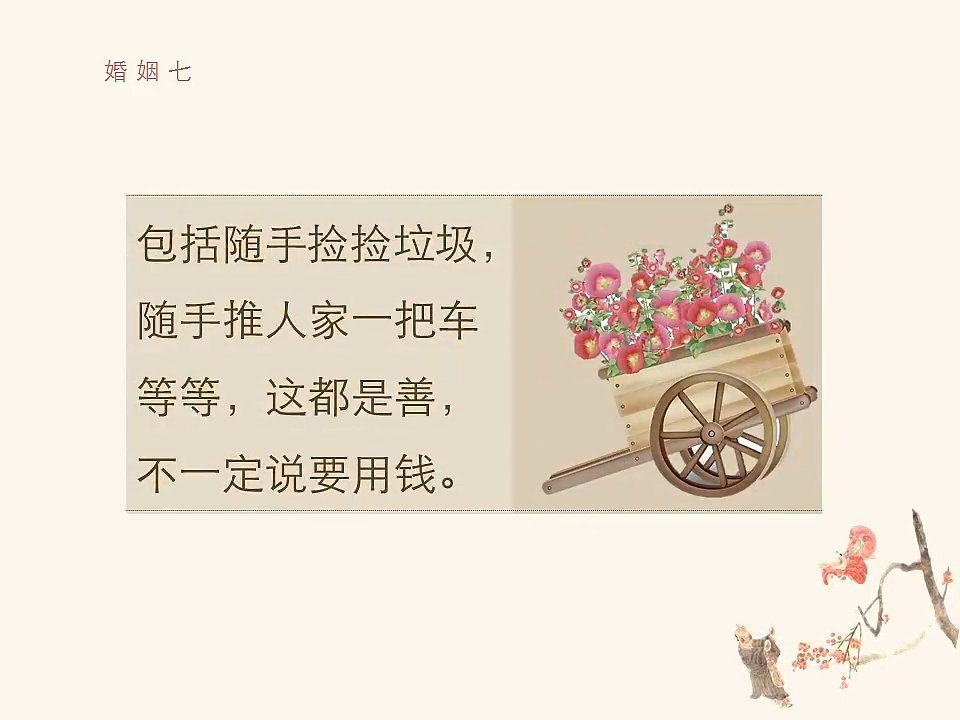 婚姻七
包括随手捡捡垃圾，
随手推人家一把车
等等，这都是善，
不一定说要用钱。